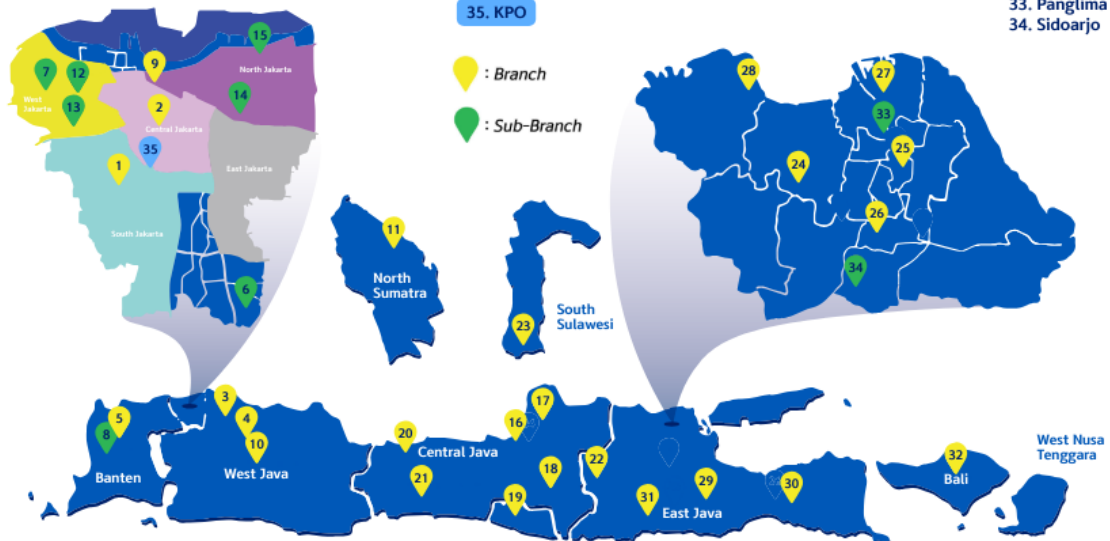 33. Panglima
34. Sidoarjo
35. KPO
: Branch
: Sub-Branch
15
9
North Jakarta
7
12
West
Jakarta
13
14
2
Central Jakarta
35
1
East Jakarta
South Jakarta
6
28
27
33
25
24
26
34
11
North
Sumatra
23
South
Sulawesi
3
4
5
8
10
Banten
West Java
17
16
20
Central Java
18
21
19
22
29
30
31
East Java
32
Bali
West Nusa
Tenggara